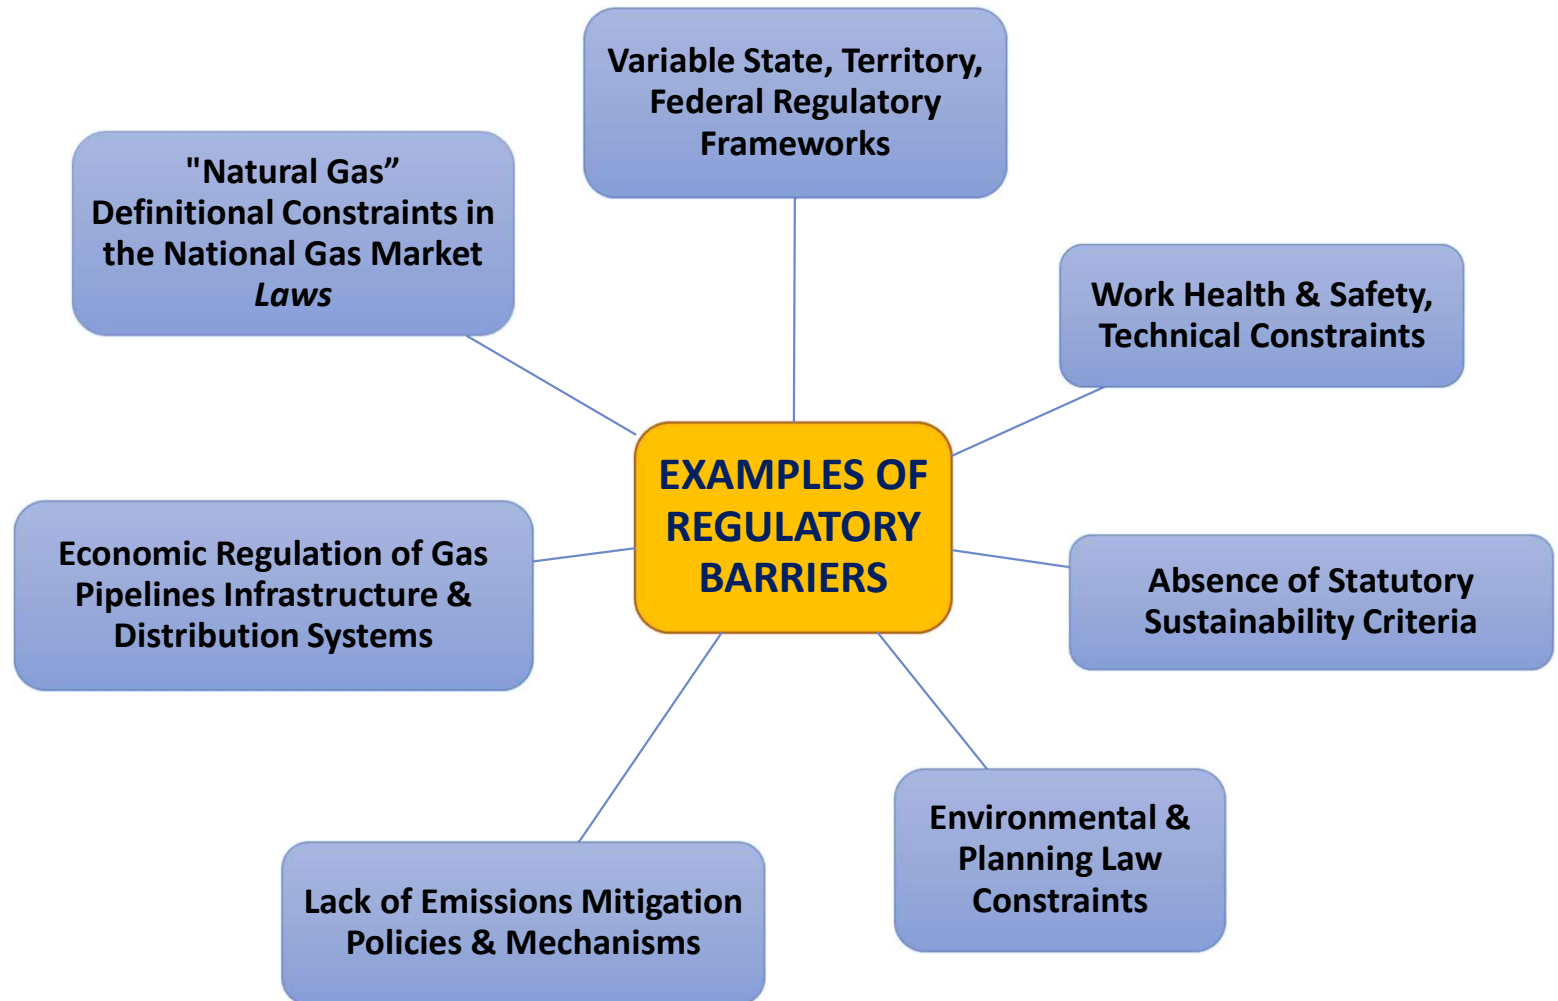 Variable State, Territory,
Federal Regulatory
Frameworks
"Natural Gas”
Definitional Constraints in
the National Gas Market
Laws
Work Health & Safety,
Technical Constraints
EXAMPLES OF
REGULATORY
BARRIERS
Economic Regulation of Gas
Pipelines Infrastructure &
Distribution Systems
Absence of Statutory
Sustainability Criteria
Environmental &
Planning Law
Constraints
Lack of Emissions Mitigation
Policies & Mechanisms